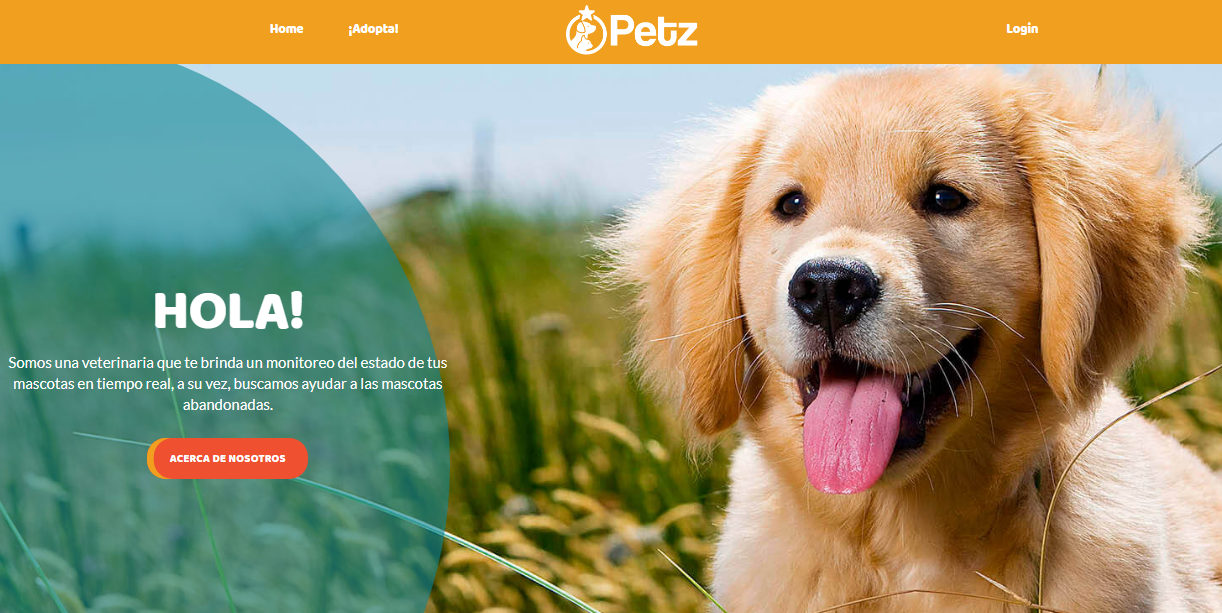 Home
¡Adopta!
Petz
Login
HOLA!
Somos una veterinaria que te brinda un monitoreo del estado de tus
mascotas en tiempo real, a su vez, buscamos ayudar a las mascotas
abandonadas.
ACERCA DE NOSOTROS